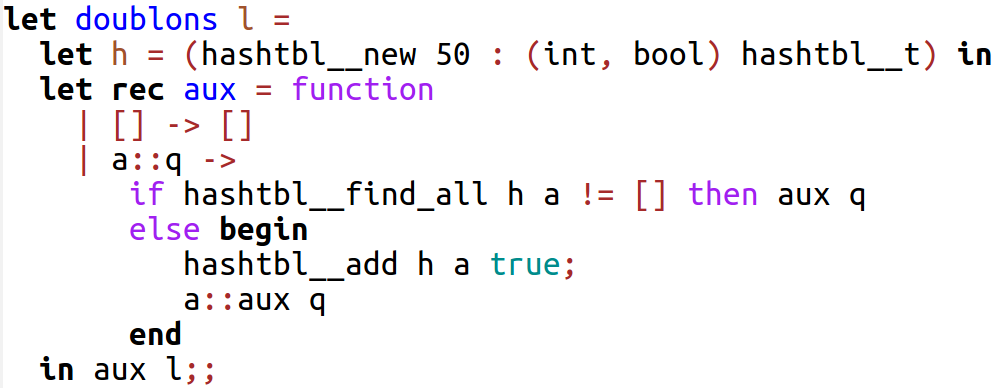 let doublons l =
  let h = (hashtbl__new 50 : (int, bool) hashtbl__t) in
  let rec aux = function
    | [] -> []
    | a::q ->
       if hashtbl__find_all h a != [] then aux q
       else begin
          hashtbl__add h a true;
          a::aux q
       end
  in aux l;;